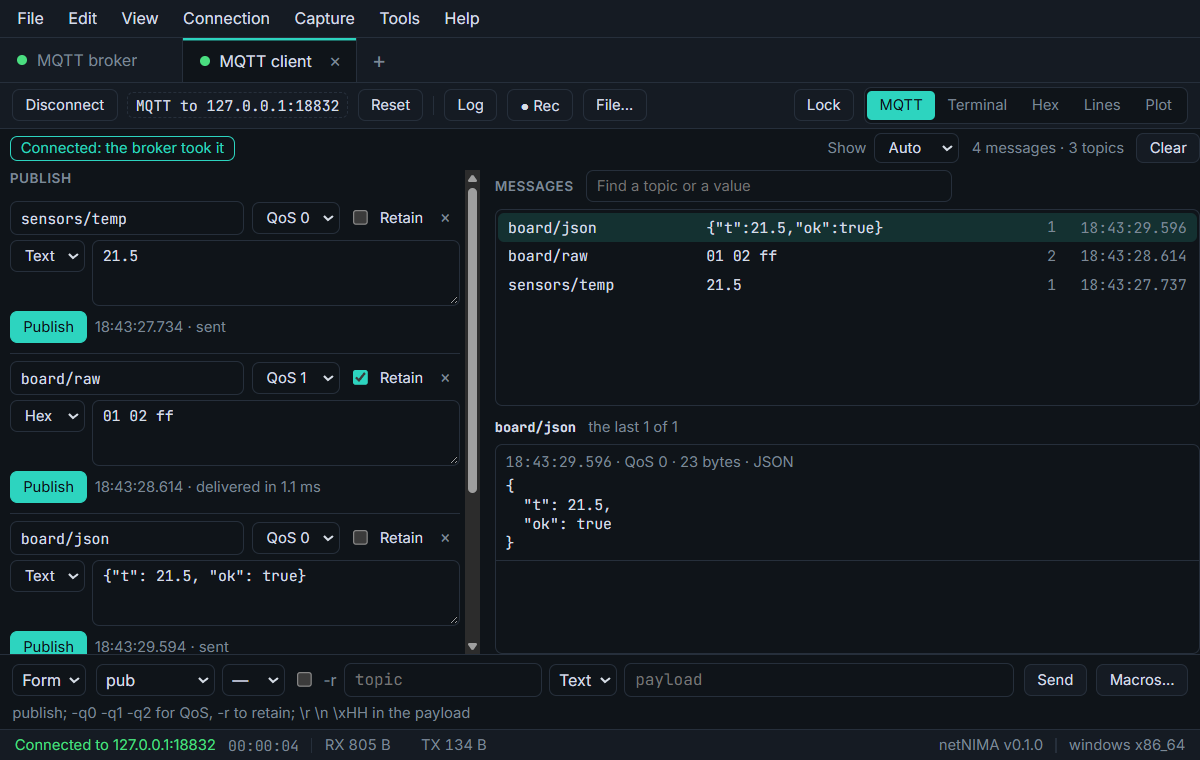 File Edit View Connection Capture Tools Help
MQTT broker MQTT client × +
Disconnect MQTT to 127.0.0.1:18832 Reset Log ● Rec File... Lock MQTT Terminal Hex Lines Plot
Connected: the broker took it Show Auto 4 messages · 3 topics Clear
PUBLISH
sensors/temp QoS 0 Retain ×
Text 21.5
Publish 18:43:27.734 · sent
board/raw QoS 1 Retain ×
Hex 01 02 ff
Publish 18:43:28.614 · delivered in 1.1 ms
board/json QoS 0 Retain ×
Text {"t": 21.5, "ok": true}
Publish 18:43:29.594 · sent
MESSAGES Find a topic or a value
board/json {"t":21.5,"ok":true} 1 18:43:29.596
board/raw 01 02 ff 2 18:43:28.614
sensors/temp 21.5 1 18:43:27.737
board/json the last 1 of 1
18:43:29.596 · QoS 0 · 23 bytes · JSON
{
"t": 21.5,
"ok": true
}
Form pub — -r topic Text payload Send Macros...
publish; -q0 -q1 -q2 for QoS, -r to retain; \r \n \xHH in the payload
Connected to 127.0.0.1:18832 00:00:04 RX 805 B TX 134 B netNIMA v0.1.0 windows x86_64